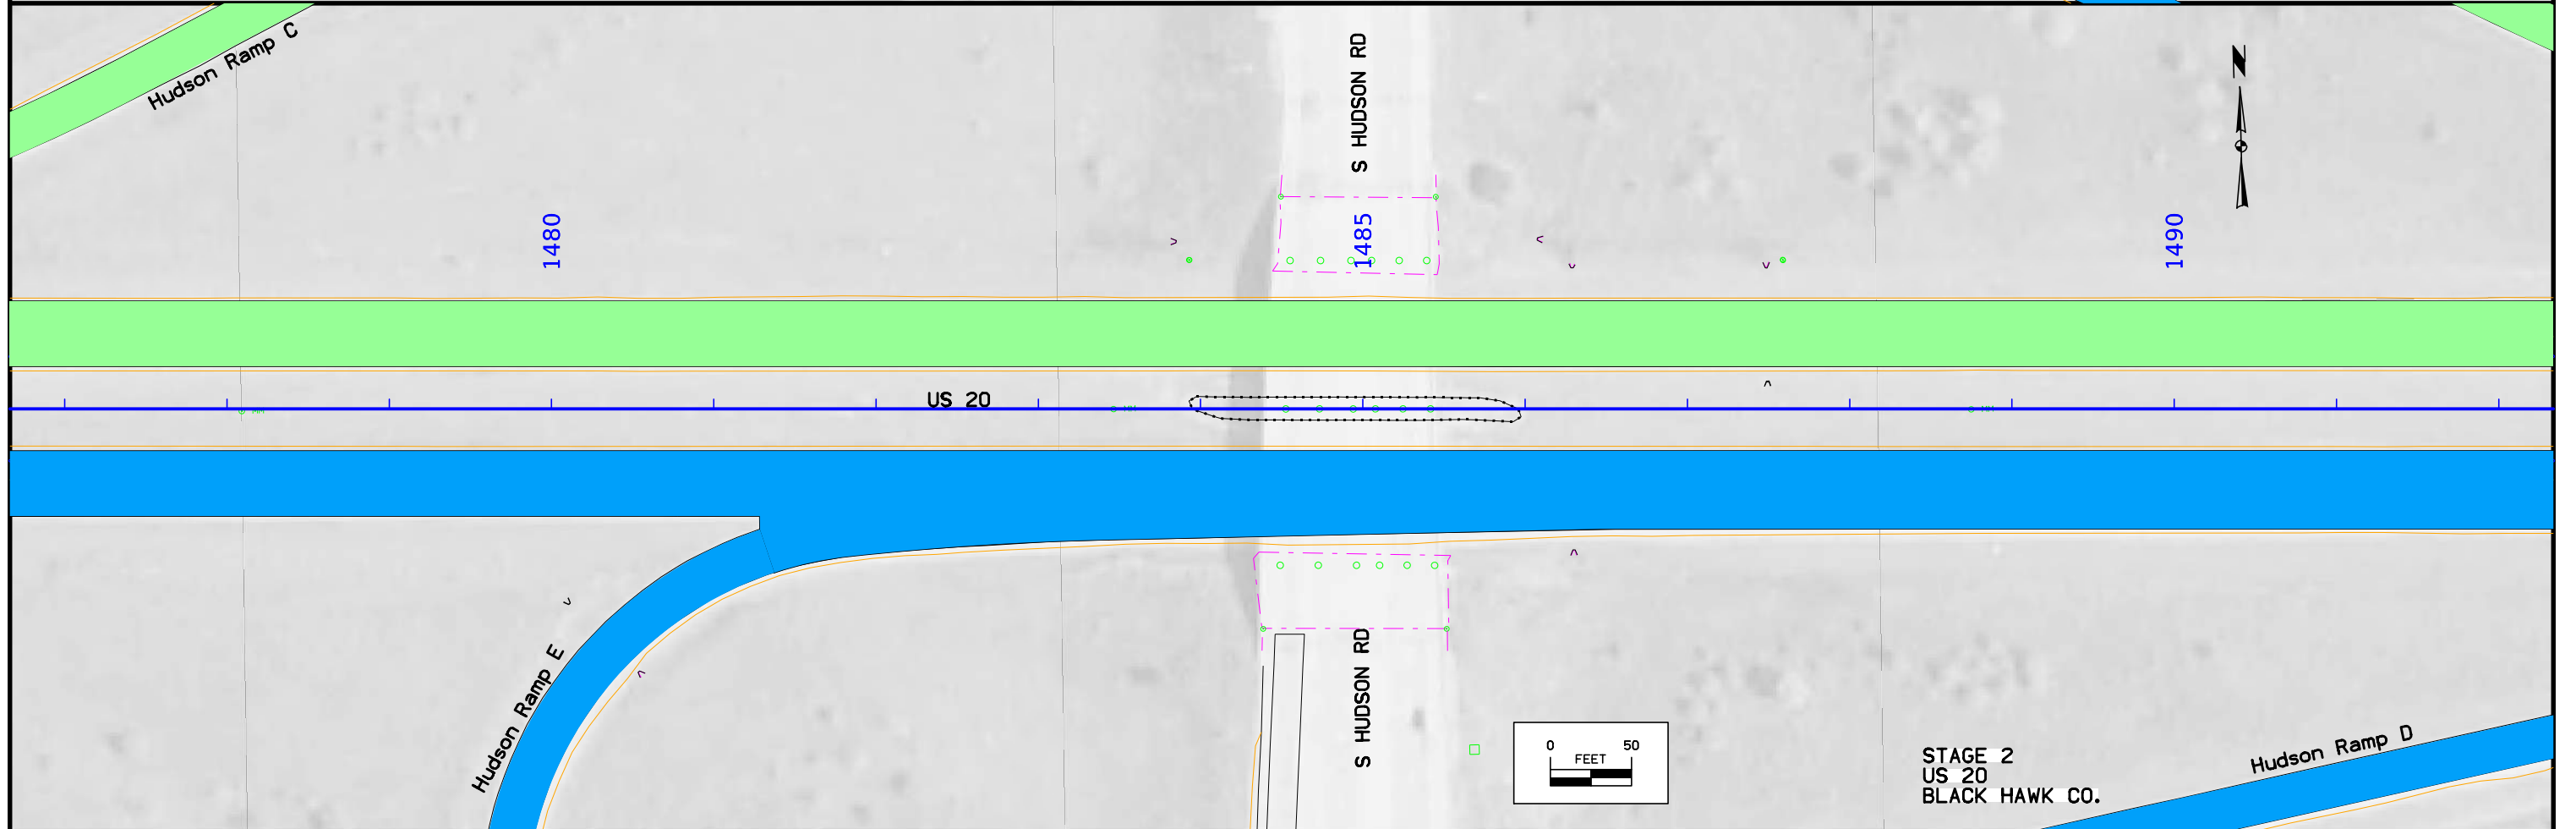 Hudson Ramp C
S HUDSON RD
1480
1485
1490
US 20
Hudson Ramp E
S HUDSON RD
0 50
FEET
STAGE 2
US 20
BLACK HAWK CO.
Hudson Ramp D
N